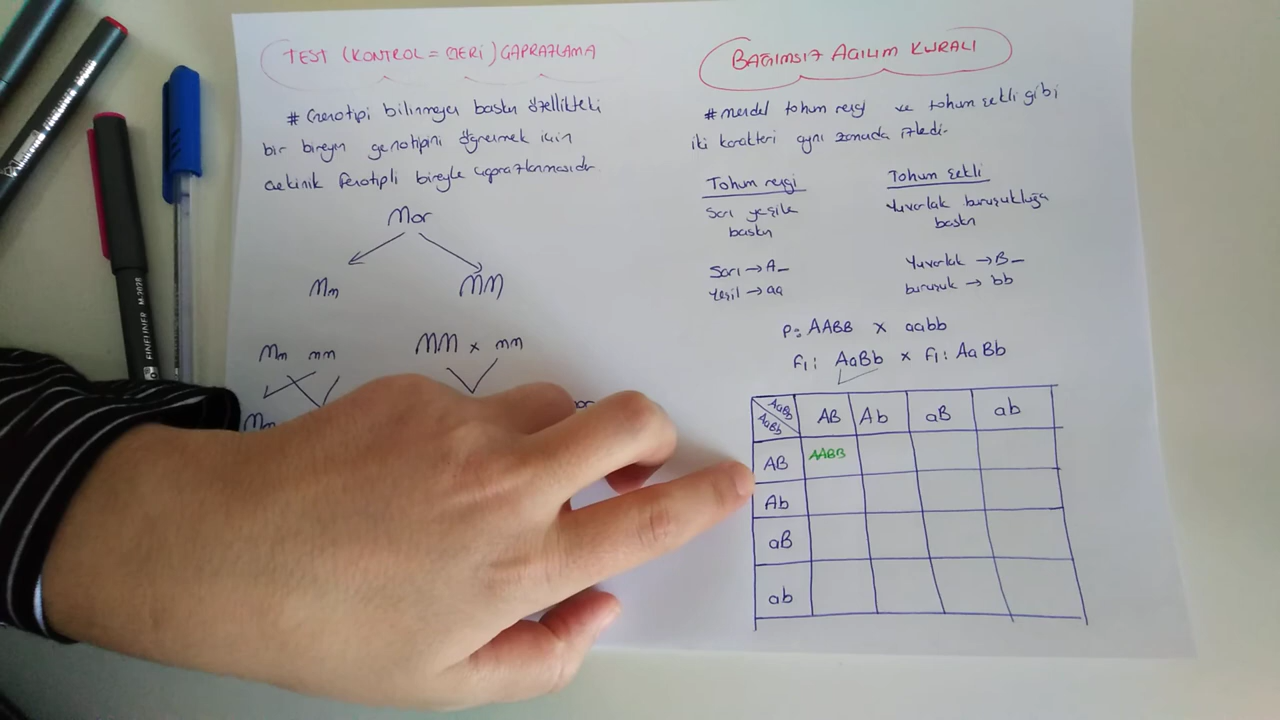 TEST (KONTROL = GERİ) ÇAPRAZLAMA
# Genotipi bilinmeyen baskın özellikteki
bir bireyin genotipini öğrenmek için
çekinik fenotipli bireyle çaprazlanmasıdır
Mor
Mm MM
Mm mm
MM x mm
Mm
BAĞIMSIZ AÇILIM KURALI
# mendel tohum rengi ve tohum şekli gibi
iki karakteri aynı zamanda izledi.
Tohum rengi
Sarı yeşile
baskın
Sarı → A_
Yeşil → aa
Tohum şekli
Yuvarlak buruşukluğa
baskın
Yuvarlak → B_
buruşuk → bb
P: AABB x aabb
F1: AaBb x F1: AaBb
AaBb
AaBb
AB Ab aB ab
AB AABB
Ab
aB
ab
FINELINER M-2028